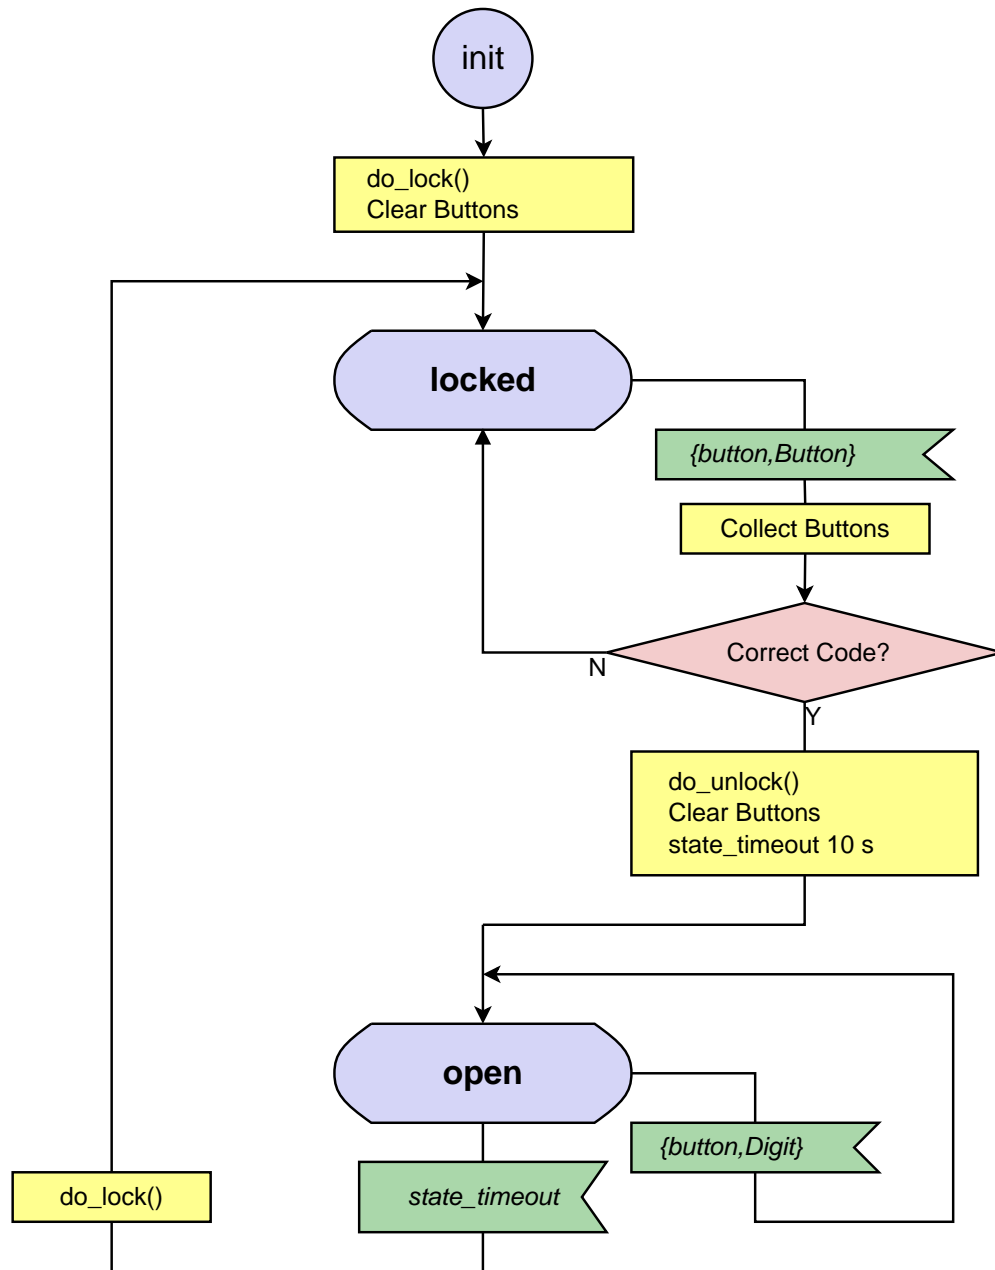 init
do_lock()
Clear Buttons
locked
{button,Button}
Collect Buttons
Correct Code?
N
Y
do_unlock()
Clear Buttons
state_timeout 10 s
open
{button,Digit}
do_lock()
state_timeout